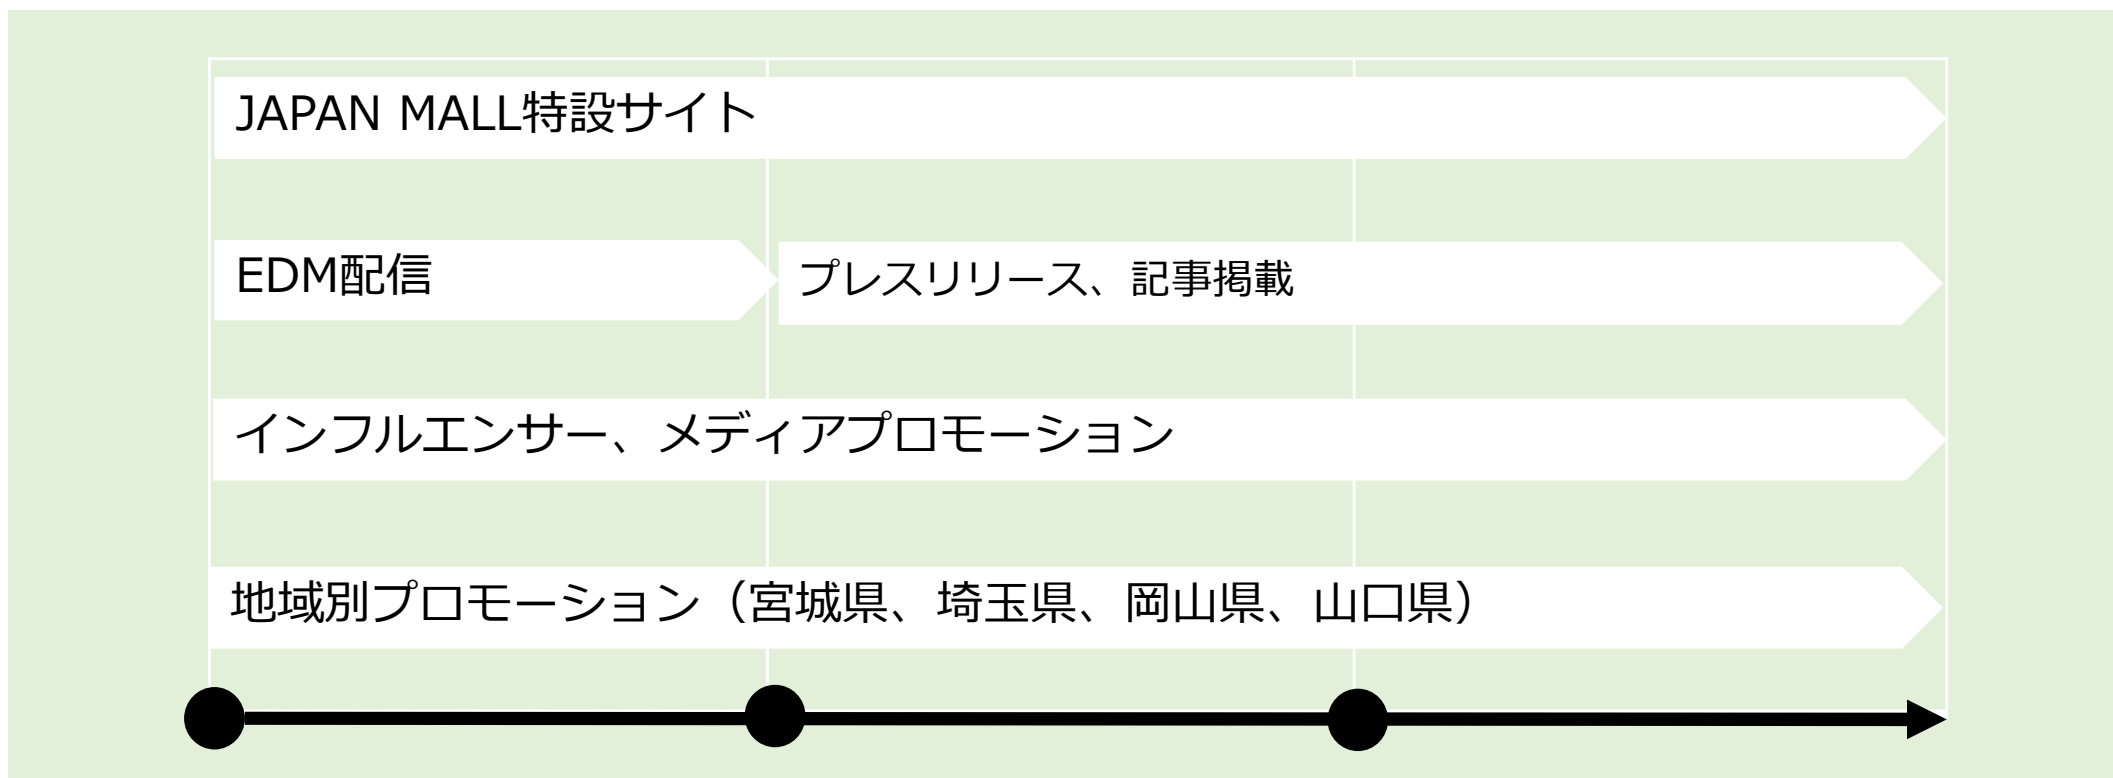 JAPAN MALL特設サイト
EDM配信
プレスリリース、記事掲載
インフルエンサー、メディアプロモーション
地域別プロモーション（宮城県、埼玉県、岡山県、山口県）